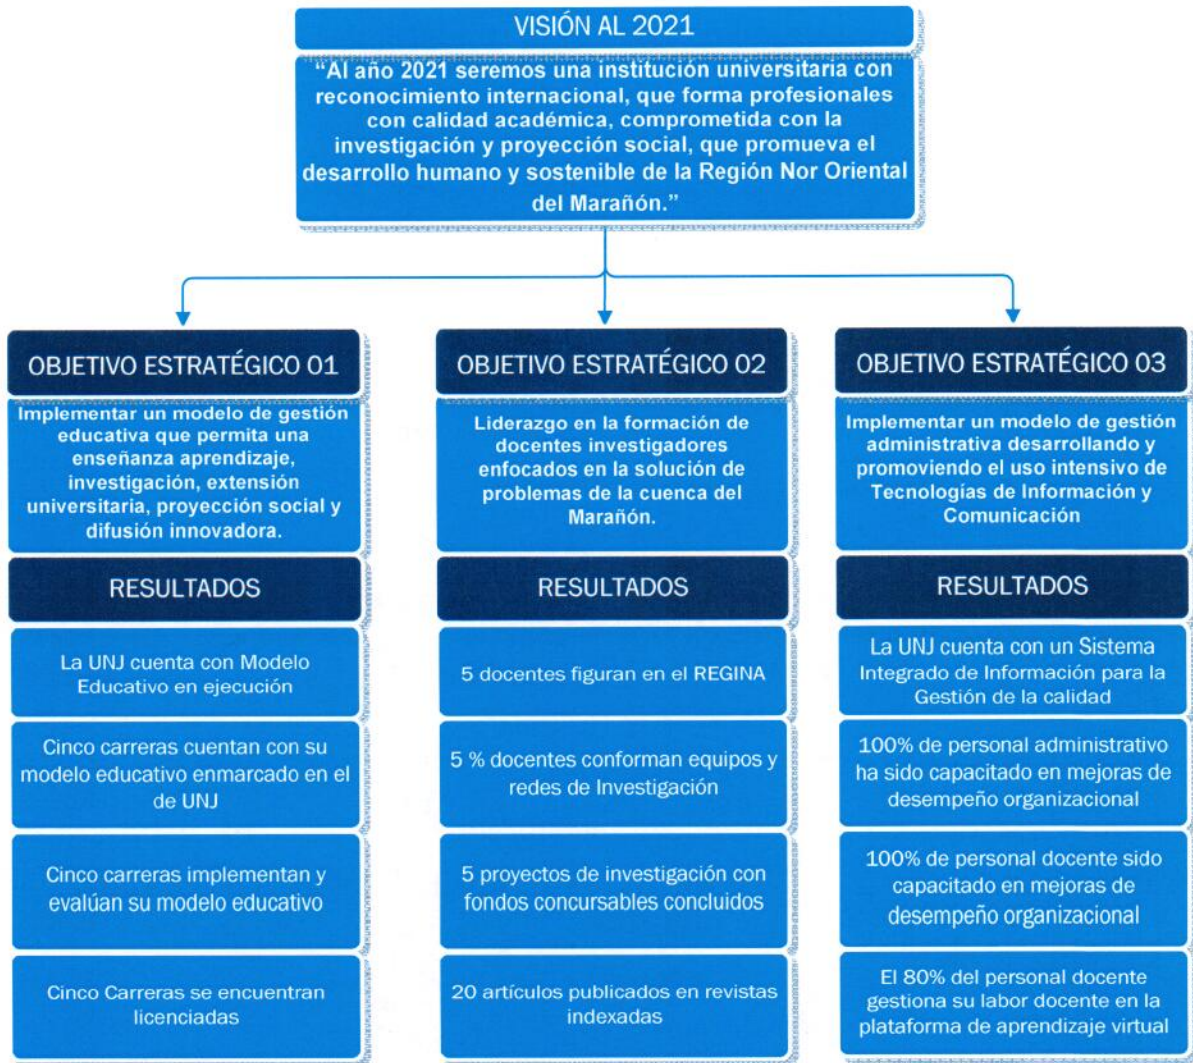 VISIÓN AL 2021
“Al año 2021 seremos una institución universitaria con
reconocimiento internacional, que forma profesionales
con calidad académica, comprometida con la
investigación y proyección social, que promueva el
desarrollo humano y sostenible de la Región Nor Oriental
del Marañón.”
OBJETIVO ESTRATÉGICO 01
Implementar un modelo de gestión
educativa que permita una
enseñanza aprendizaje,
investigación, extensión
universitaria, proyección social y
difusión innovadora.
RESULTADOS
La UNJ cuenta con Modelo
Educativo en ejecución
Cinco carreras cuentan con su
modelo educativo enmarcado en el
de UNJ
Cinco carreras implementan y
evalúan su modelo educativo
Cinco Carreras se encuentran
licenciadas
OBJETIVO ESTRATÉGICO 02
Liderazgo en la formación de
docentes investigadores
enfocados en la solución de
problemas de la cuenca del
Marañón.
RESULTADOS
5 docentes figuran en el REGINA
5 % docentes conforman equipos y
redes de Investigación
5 proyectos de investigación con
fondos concursables concluidos
20 artículos publicados en revistas
indexadas
OBJETIVO ESTRATÉGICO 03
Implementar un modelo de gestión
administrativa desarrollando y
promoviendo el uso intensivo de
Tecnologías de Información y
Comunicación
RESULTADOS
La UNJ cuenta con un Sistema
Integrado de Información para la
Gestión de la calidad
100% de personal administrativo
ha sido capacitado en mejoras de
desempeño organizacional
100% de personal docente sido
capacitado en mejoras de
desempeño organizacional
El 80% del personal docente
gestiona su labor docente en la
plataforma de aprendizaje virtual